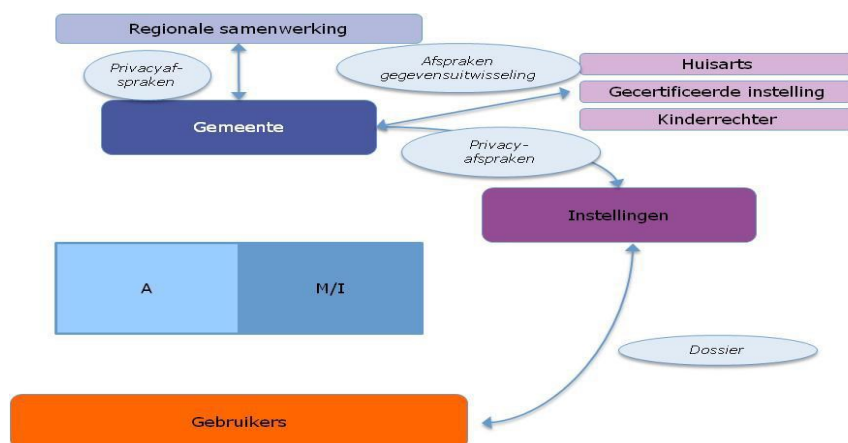 Regionale samenwerking
Privacyaf-
spraken
Afspraken
gegevensuitwisseling
Huisarts
Gecertificeerde instelling
Kinderrechter
Gemeente
Privacy-
afspraken
Instellingen
A
M/I
Dossier
Gebruikers